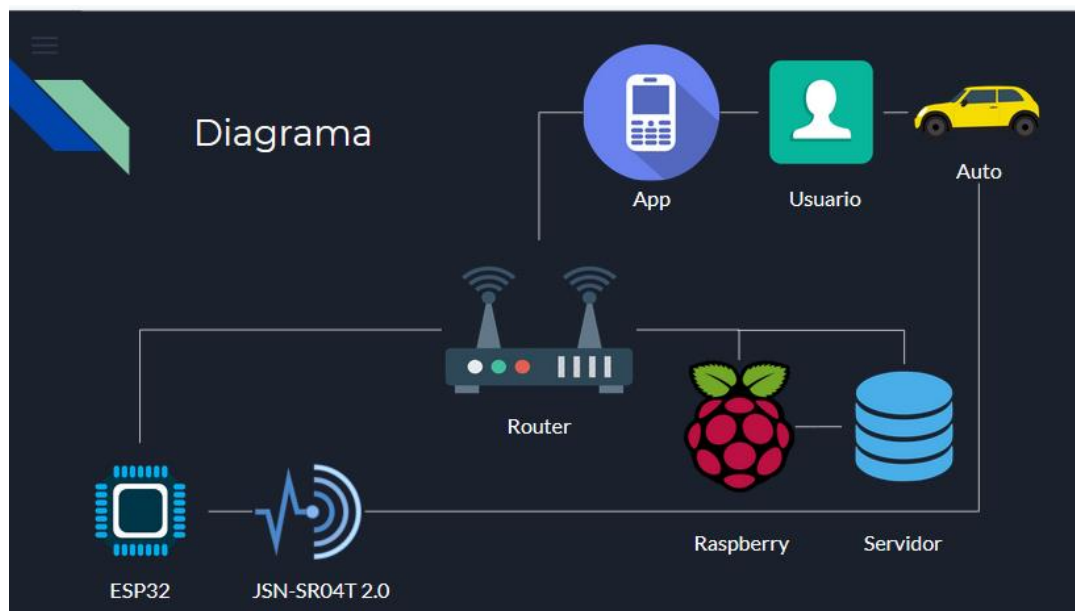 Diagrama
App
Usuario
Auto
Router
Raspberry
Servidor
ESP32
JSN-SR04T 2.0